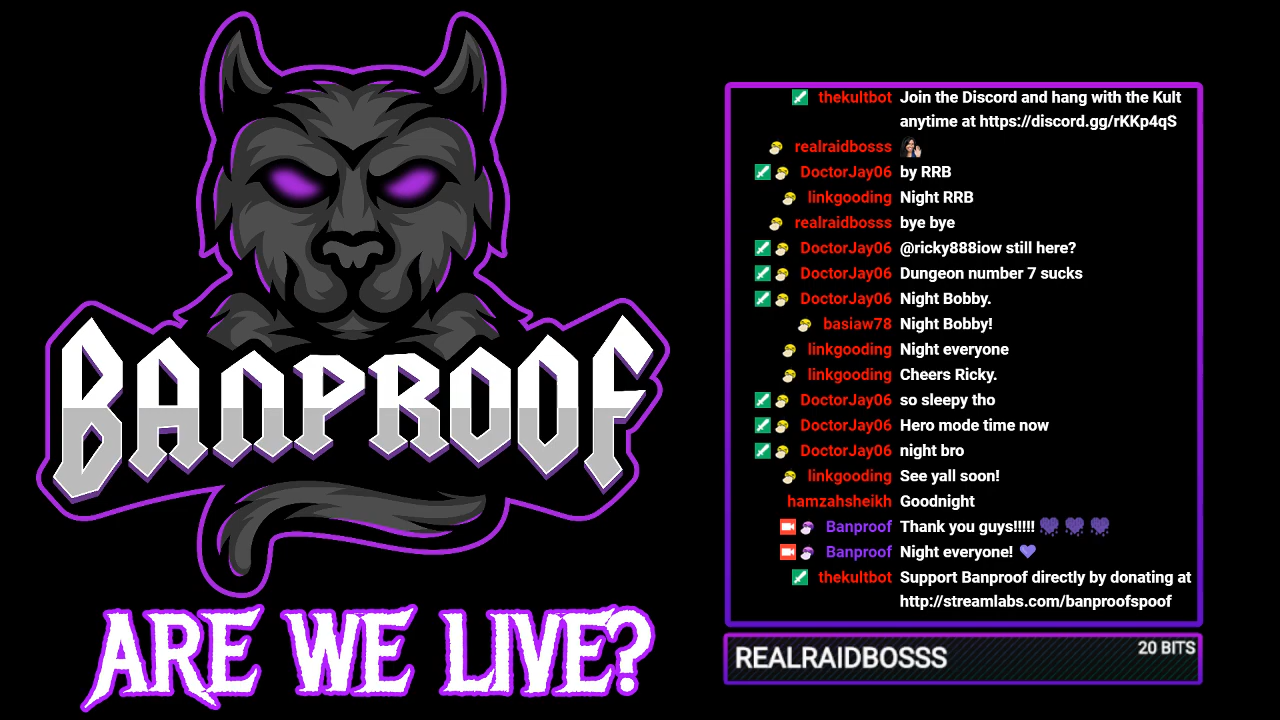 BANPROOF
ARE WE LIVE?
thekultbot Join the Discord and hang with the Kult
anytime at https://discord.gg/rKKp4qS
realraidbosss
DoctorJay06 by RRB
linkgooding Night RRB
realraidbosss bye bye
DoctorJay06 @ricky888iow still here?
DoctorJay06 Dungeon number 7 sucks
DoctorJay06 Night Bobby.
basiaw78 Night Bobby!
linkgooding Night everyone
linkgooding Cheers Ricky.
DoctorJay06 so sleepy tho
DoctorJay06 Hero mode time now
DoctorJay06 night bro
linkgooding See yall soon!
hamzahsheikh Goodnight
Banproof Thank you guys!!!!!
Banproof Night everyone!
thekultbot Support Banproof directly by donating at
http://streamlabs.com/banproofspoof
REALRAIDBOSSS 20 BITS